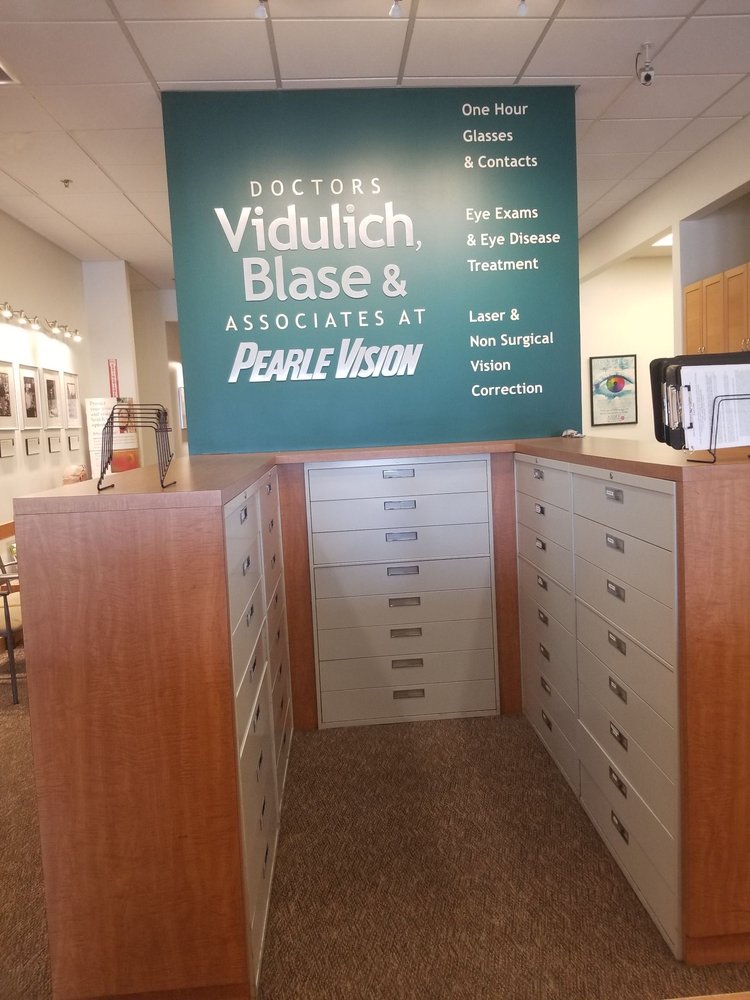 DOCTORS
Vidulich,
Blase &
ASSOCIATES AT
PEARLE VISION
One Hour
Glasses
& Contacts
Eye Exams
& Eye Disease
Treatment
Laser &
Non Surgical
Vision
Correction